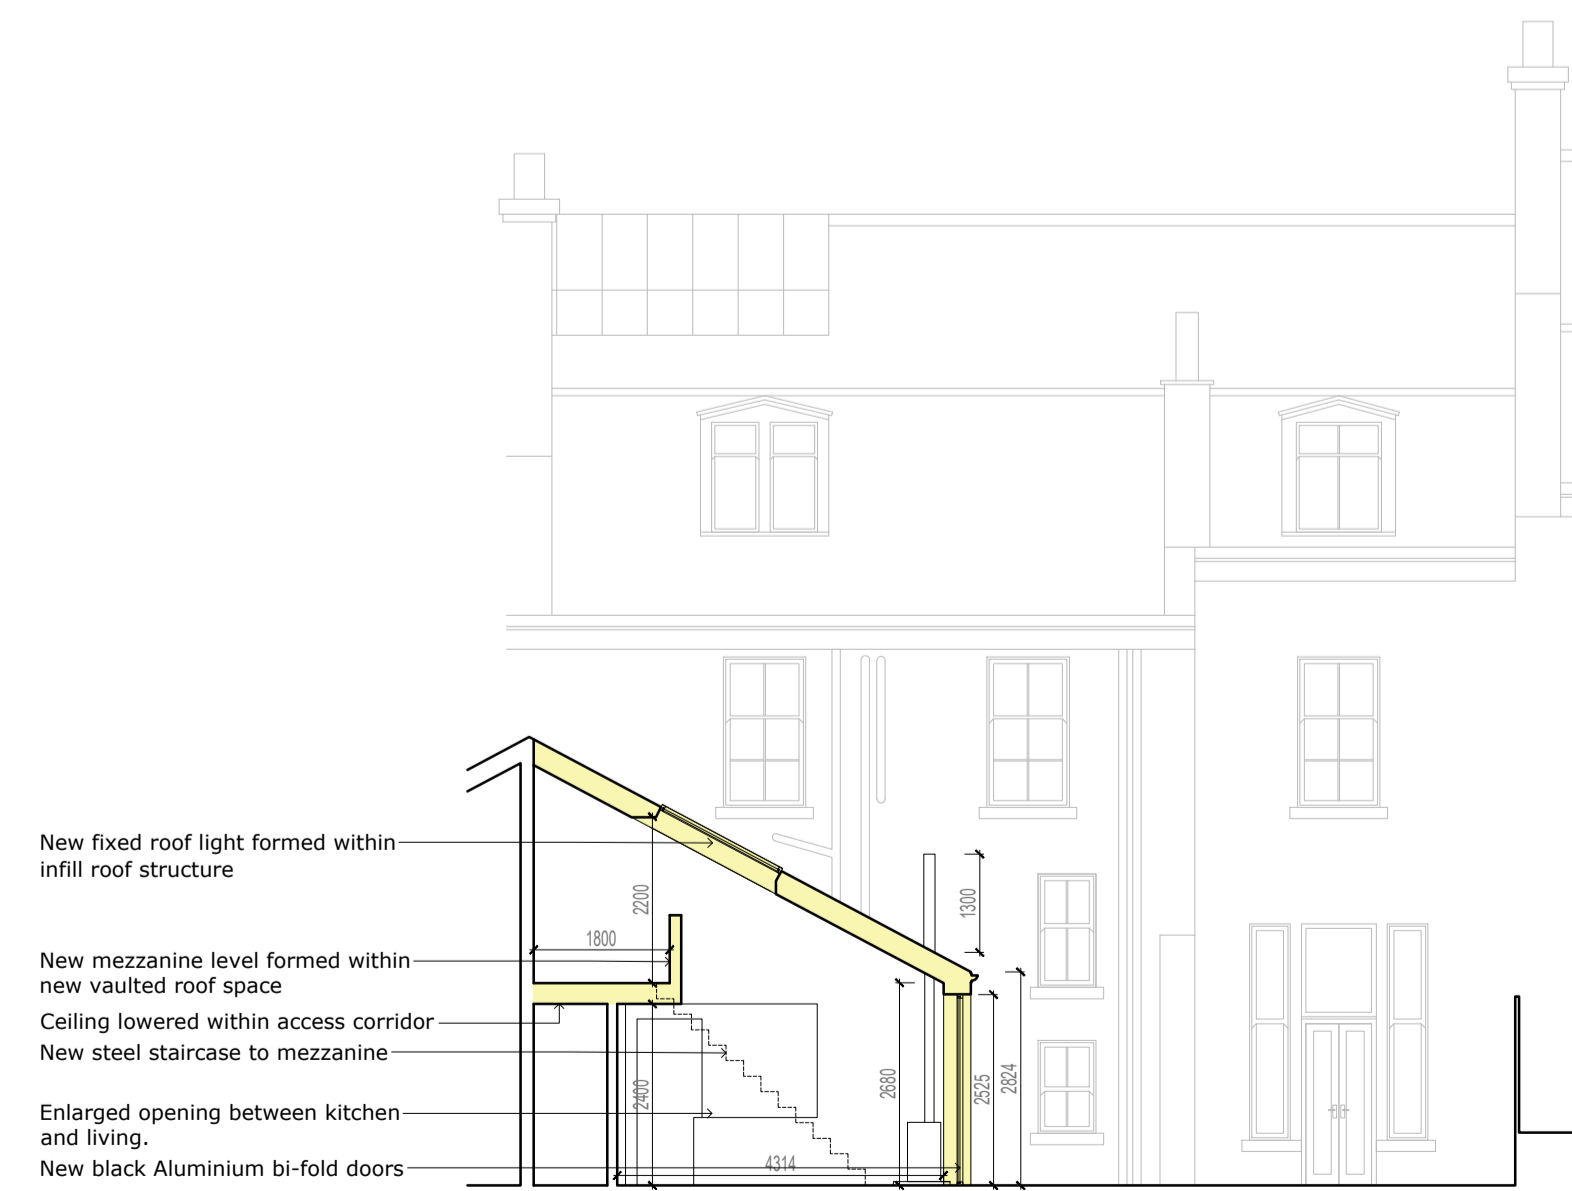 New fixed roof light formed within
infill roof structure
2200
1300
1800
New mezzanine level formed within
new vaulted roof space
Ceiling lowered within access corridor
New steel staircase to mezzanine
2400
2680
2525
2824
Enlarged opening between kitchen
and living.
New black Aluminium bi-fold doors
4314